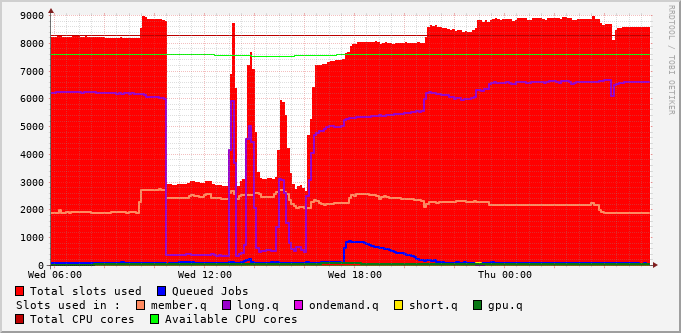 9000
8000
7000
6000
5000
4000
3000
2000
1000
0
Wed 06:00 Wed 12:00 Wed 18:00 Thu 00:00
RRDTOOL / TOBI OETIKER
Total slots used Queued Jobs
Slots used in : member.q long.q ondemand.q short.q gpu.q
Total CPU cores Available CPU cores